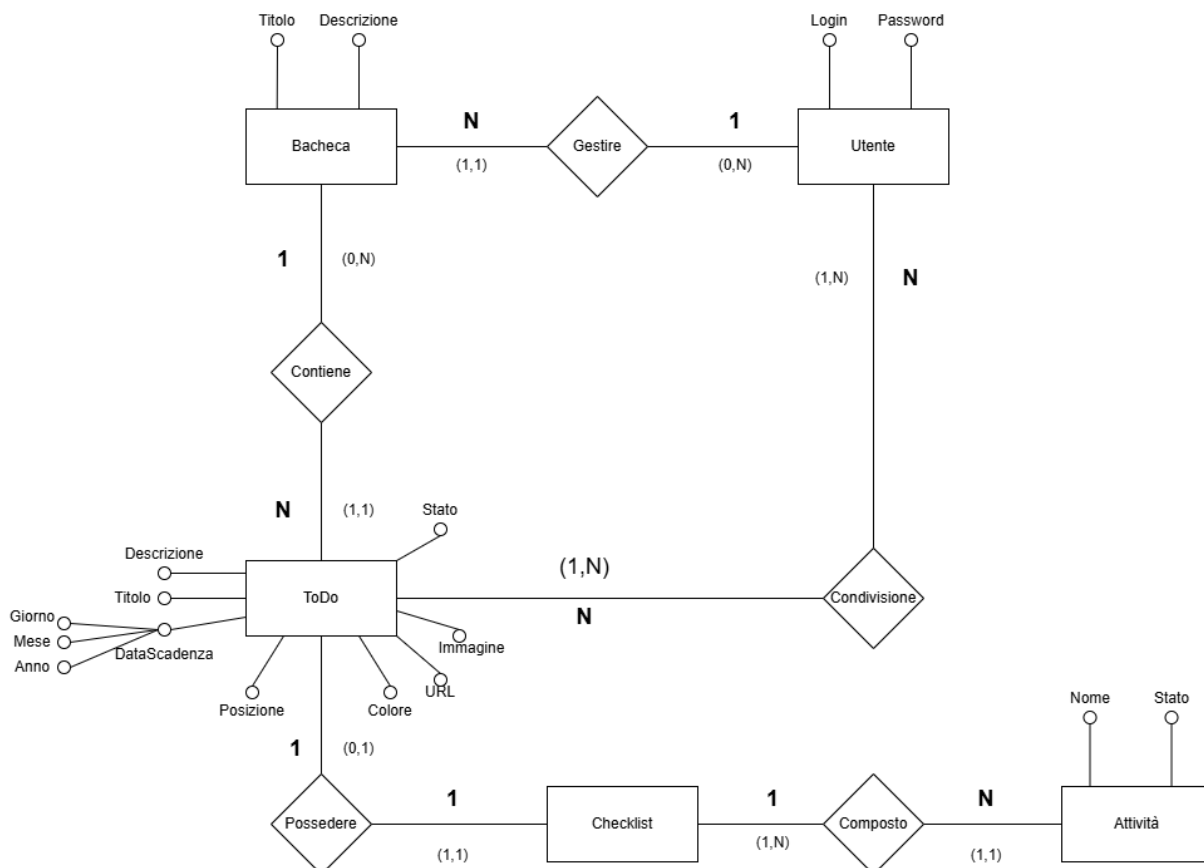 Titolo
Descrizione
Login
Password
Bacheca
N
(1,1)
Gestire
1
(0,N)
Utente
1
(0,N)
(1,N)
N
Contiene
N
(1,1)
Stato
Descrizione
Titolo
Giorno
Mese
Anno
DataScadenza
ToDo
(1,N)
N
Condivisione
Immagine
URL
Posizione
Colore
1
(0,1)
Nome
Stato
Possedere
1
(1,1)
Checklist
1
(1,N)
Composto
N
(1,1)
Attività